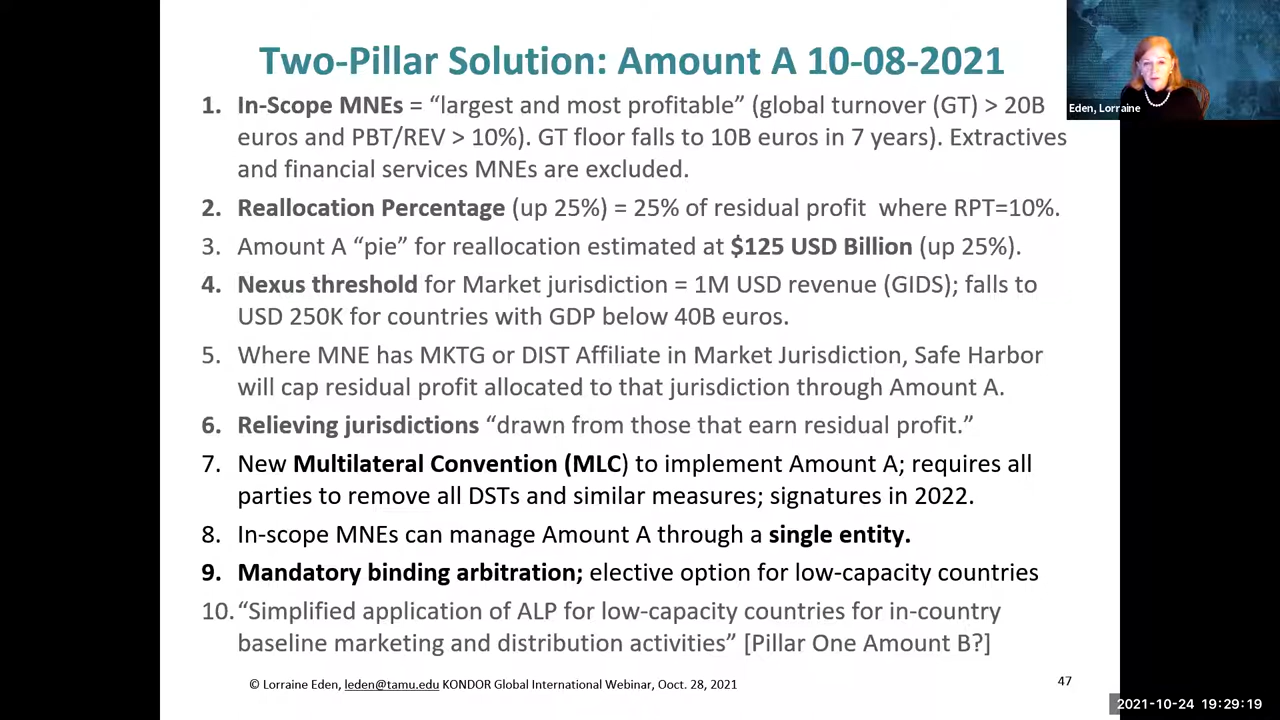 Two-Pillar Solution: Amount A 10-08-2021
Eden, Lorraine
1. In-Scope MNEs = “largest and most profitable” (global turnover (GT) > 20B
euros and PBT/REV > 10%). GT floor falls to 10B euros in 7 years). Extractives
and financial services MNEs are excluded.
2. Reallocation Percentage (up 25%) = 25% of residual profit where RPT=10%.
3. Amount A “pie” for reallocation estimated at $125 USD Billion (up 25%).
4. Nexus threshold for Market jurisdiction = 1M USD revenue (GIDS); falls to
USD 250K for countries with GDP below 40B euros.
5. Where MNE has MKTG or DIST Affiliate in Market Jurisdiction, Safe Harbor
will cap residual profit allocated to that jurisdiction through Amount A.
6. Relieving jurisdictions “drawn from those that earn residual profit.”
7. New Multilateral Convention (MLC) to implement Amount A; requires all
parties to remove all DSTs and similar measures; signatures in 2022.
8. In-scope MNEs can manage Amount A through a single entity.
9. Mandatory binding arbitration; elective option for low-capacity countries
10. “Simplified application of ALP for low-capacity countries for in-country
baseline marketing and distribution activities” [Pillar One Amount B?]
© Lorraine Eden, leden@tamu.edu KONDOR Global International Webinar, Ooct. 28, 2021
47
2021-10-24 19:29:19